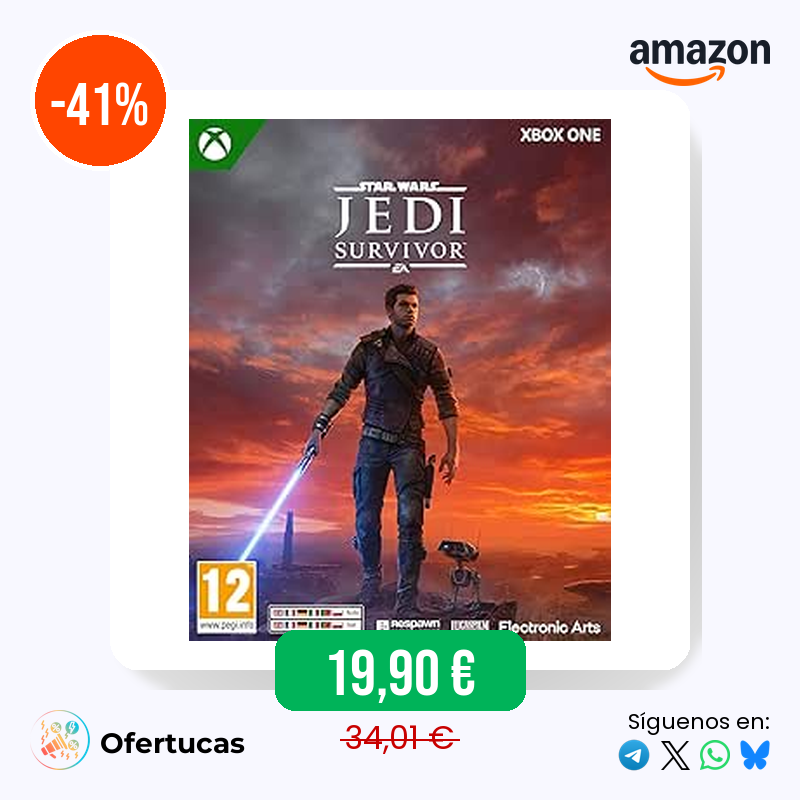 -41%
amazon
XBOX ONE
STAR WARS
JEDI
SURVIVOR
EA
12
www.pegi.info
RESPAWN
LUCASFILM
Electronic Arts
19,90 €
34,01 €
Ofertucas
Síguenos en: